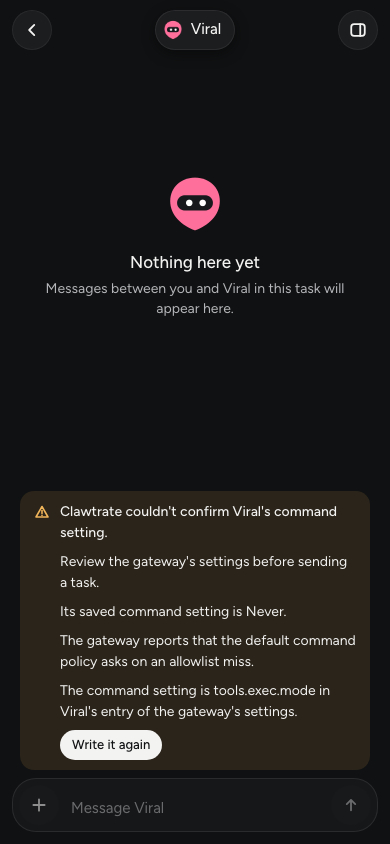 Viral
Nothing here yet
Messages between you and Viral in this task will
appear here.
Clawtrate couldn't confirm Viral's command
setting.
Review the gateway's settings before sending
a task.
Its saved command setting is Never.
The gateway reports that the default command
policy asks on an allowlist miss.
The command setting is tools.exec.mode in
Viral's entry of the gateway's settings.
Write it again
Message Viral